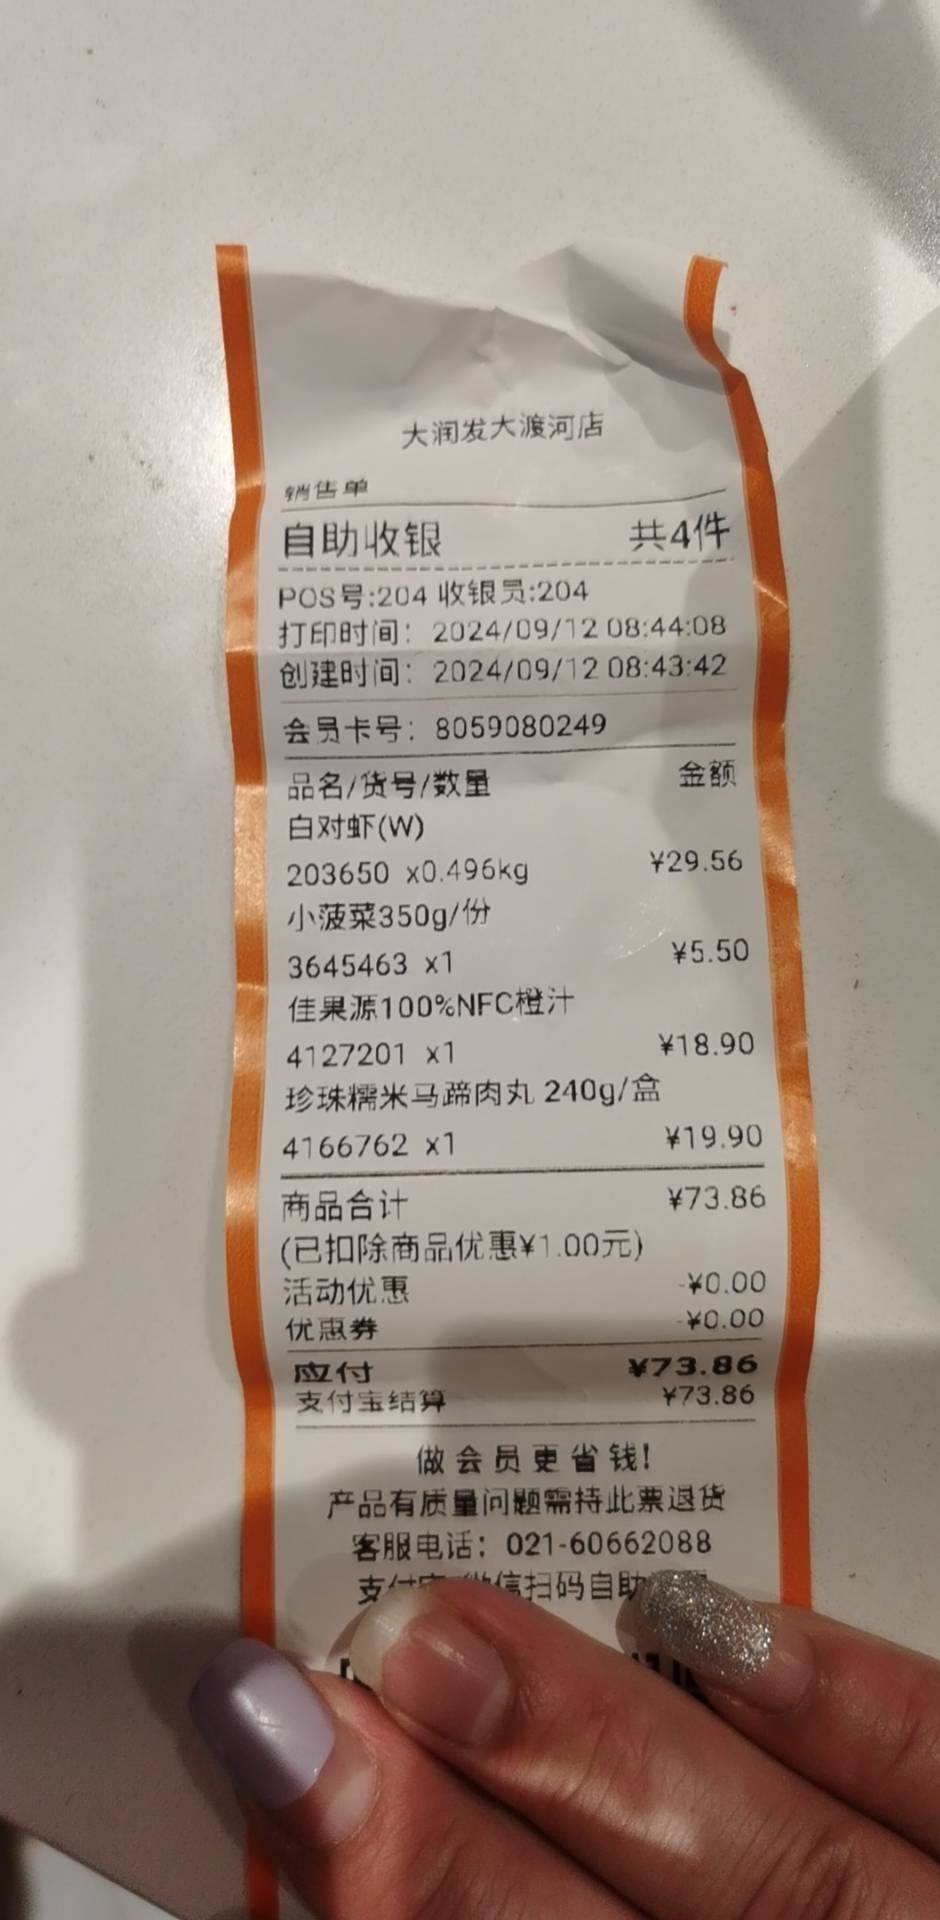 大润发大渡河店
销售单
自助收银 共4件
POS号:204 收银员:204
打印时间: 2024/09/12 08:44:08
创建时间: 2024/09/12 08:43:42
会员卡号: 8059080249
品名/货号/数量 金额
白对虾(W)
203650 x0.496kg ¥29.56
小菠菜350g/份
3645463 x1 ¥5.50
佳果源100%NFC橙汁
4127201 x1 ¥18.90
珍珠糯米马蹄肉丸 240g/盒
4166762 x1 ¥19.90
商品合计 ¥73.86
(已扣除商品优惠¥1.00元)
活动优惠 -¥0.00
优惠券 -¥0.00
应付 ¥73.86
支付宝结算 ¥73.86
做会员更省钱!
产品有质量问题需持此票退货
客服电话: 021-60662088
支付宝 微信扫码自助